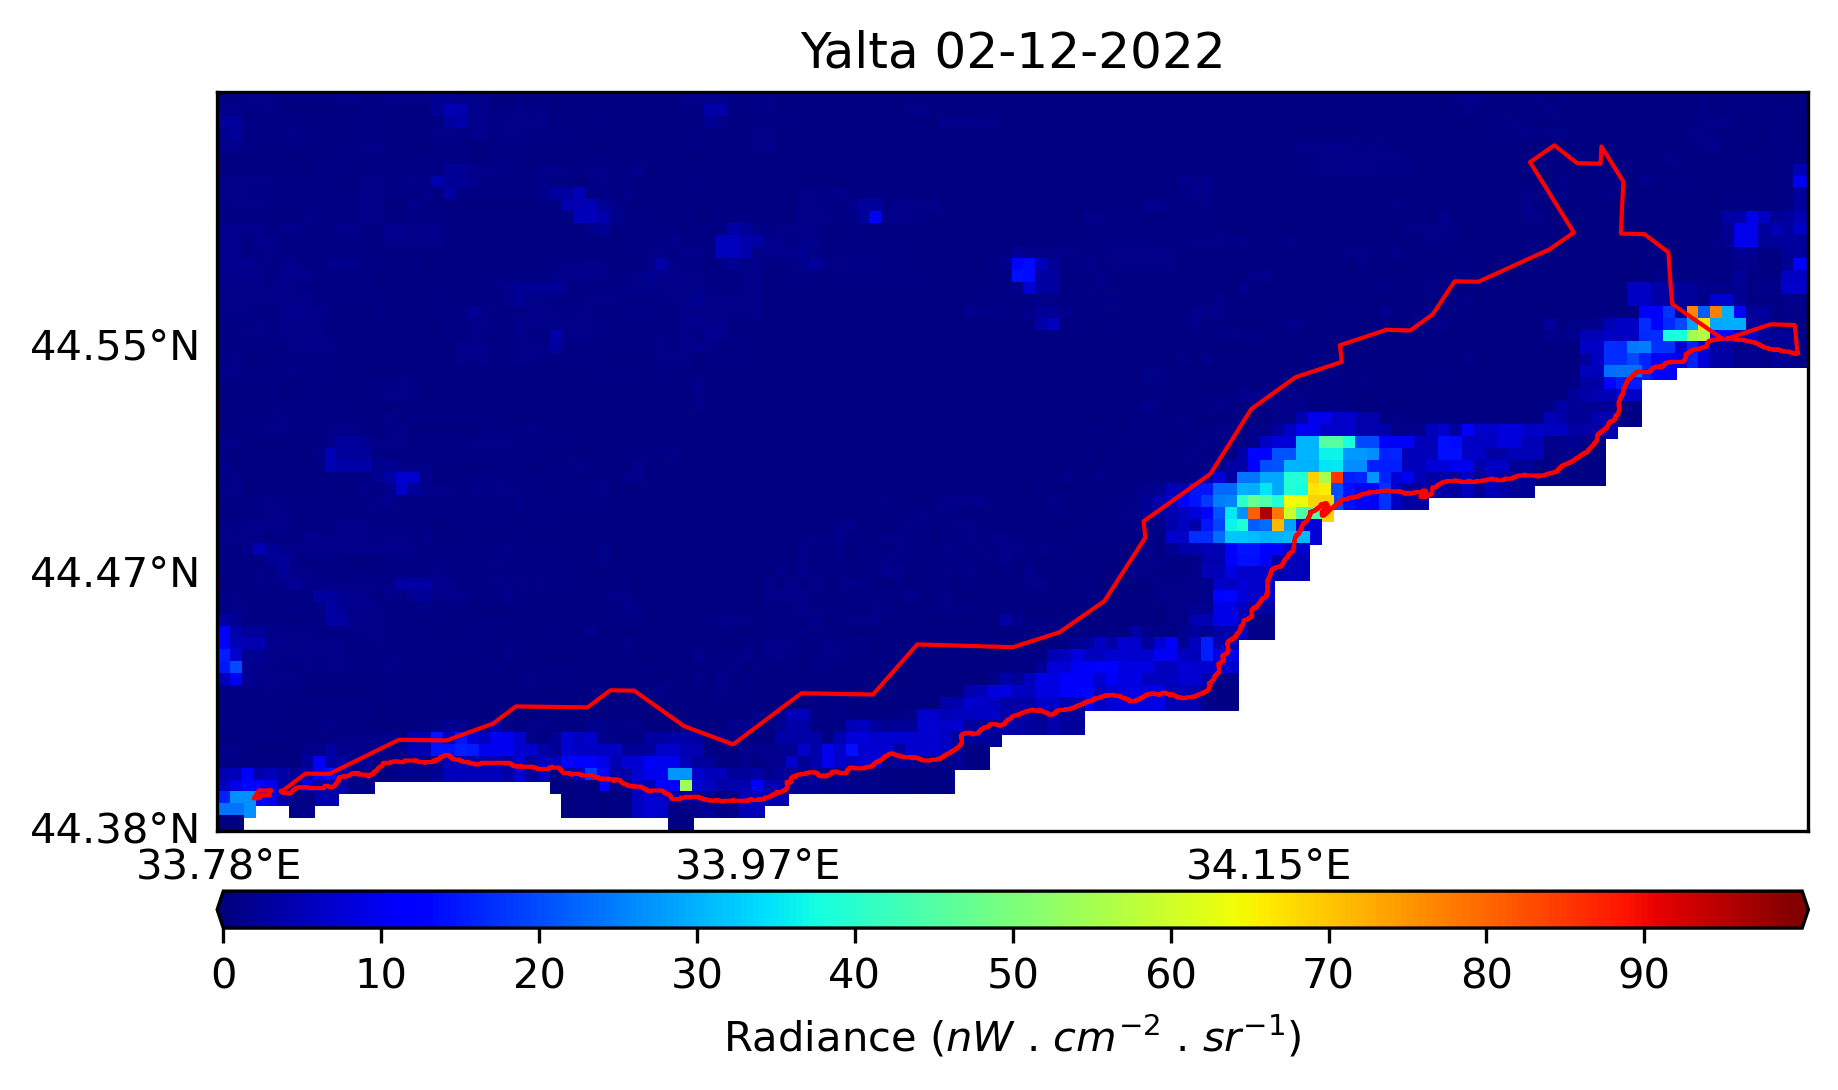 Yalta 02-12-2022
44.55°N
44.47°N
44.38°N
33.78°E 33.97°E 34.15°E
0 10 20 30 40 50 60 70 80 90
Radiance (nW . cm⁻² . sr⁻¹)